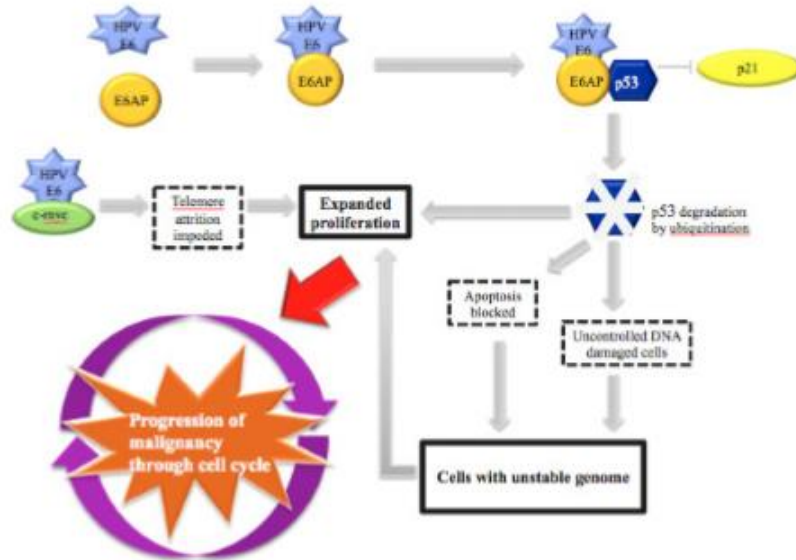 HPV
E6
HPV
E6
HPV
E6
E6AP
E6AP
E6AP
p53
p21
HPV
E6
c-myc
Telomere
attrition
impeded
Expanded
proliferation
p53 degradation
by ubiquitination
Apoptosis
blocked
Uncontrolled DNA
damaged cells
Progression of
malignancy
through cell cycle
Cells with unstable genome